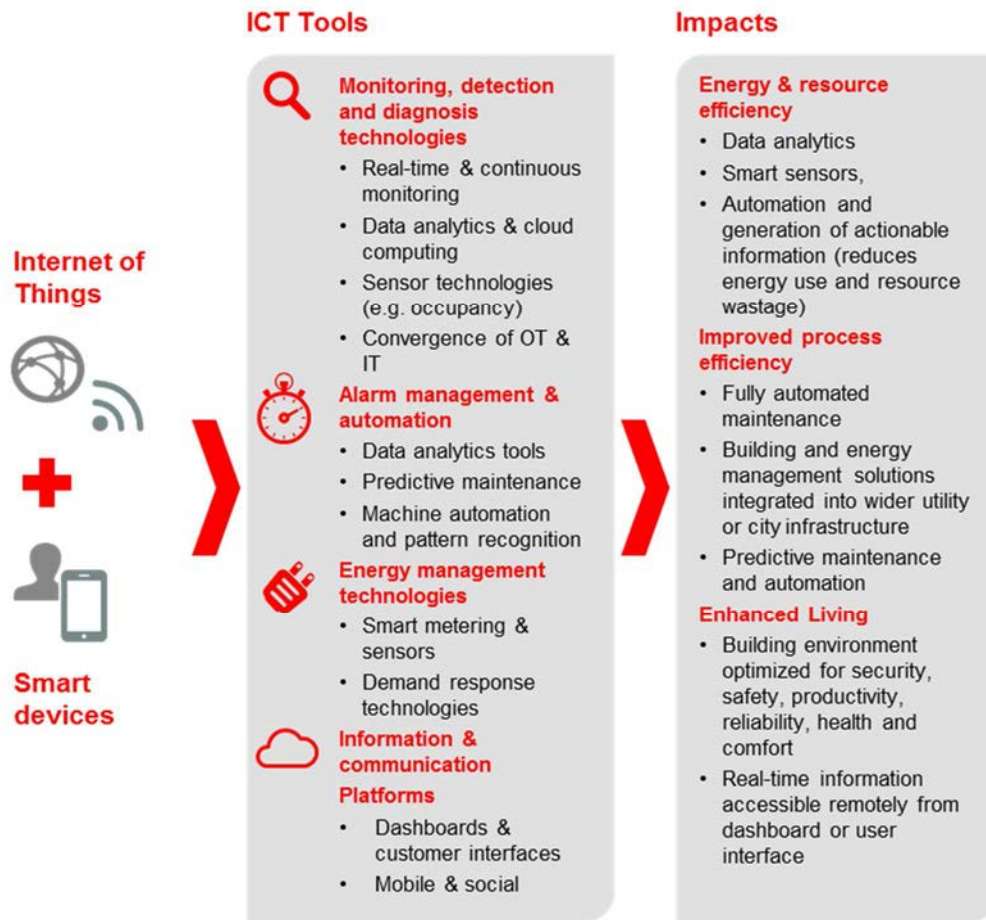 ICT Tools
Impacts
Internet of
Things
Smart
devices
Monitoring, detection
and diagnosis
technologies
• Real-time & continuous
monitoring
• Data analytics & cloud
computing
• Sensor technologies
(e.g. occupancy)
• Convergence of OT &
IT
Alarm management &
automation
• Data analytics tools
• Predictive maintenance
• Machine automation
and pattern recognition
Energy management
technologies
• Smart metering &
sensors
• Demand response
technologies
Information &
communication
Platforms
• Dashboards &
customer interfaces
• Mobile & social
Energy & resource
efficiency
• Data analytics
• Smart sensors,
• Automation and
generation of actionable
information (reduces
energy use and resource
wastage)
Improved process
efficiency
• Fully automated
maintenance
• Building and energy
management solutions
integrated into wider utility
or city infrastructure
• Predictive maintenance
and automation
Enhanced Living
• Building environment
optimized for security,
safety, productivity,
reliability, health and
comfort
• Real-time information
accessible remotely from
dashboard or user
interface